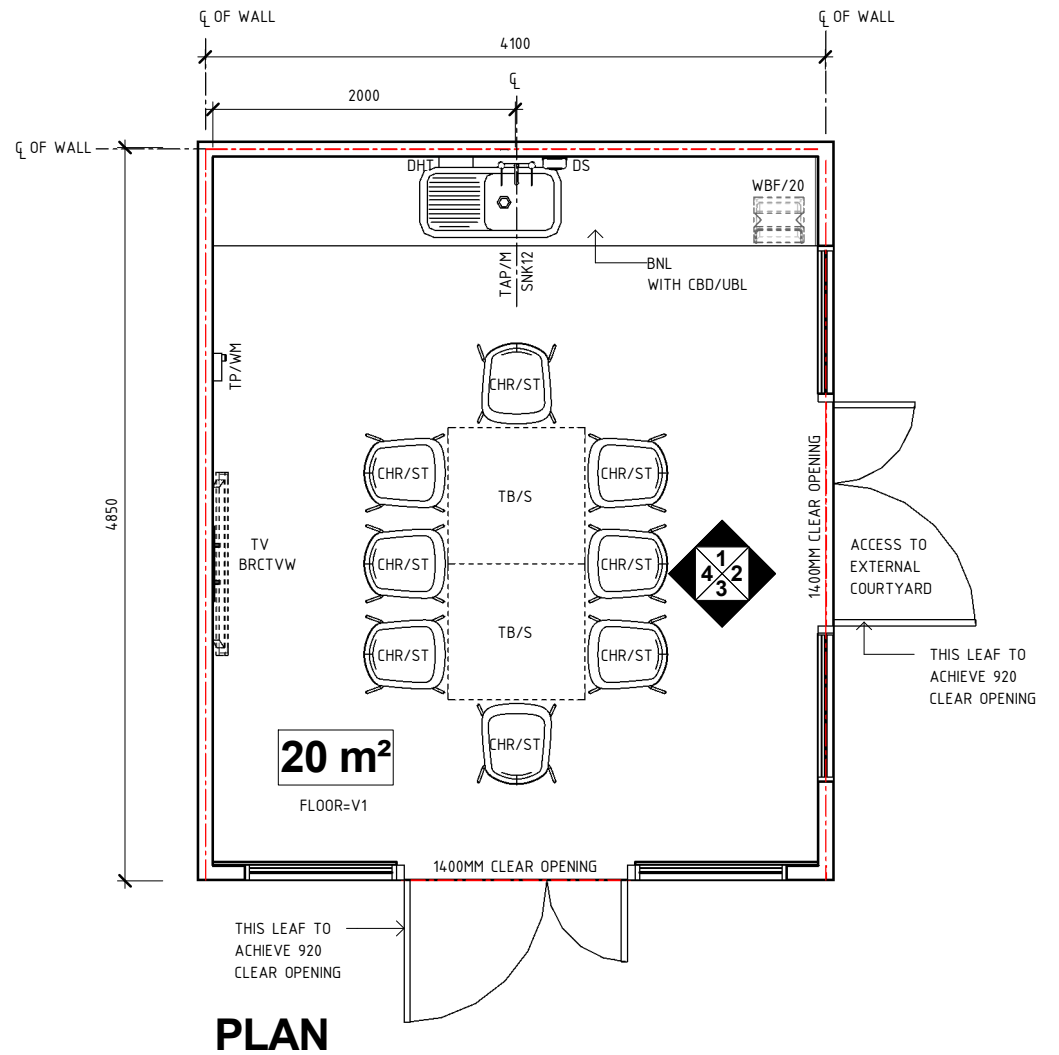 ℄ OF WALL
℄ OF WALL
4100
℄
2000
℄ OF WALL
DHT
DS
WBF/20
TAP/M
SNK12
BNL
WITH CBD/UBL
TP/WM
CHR/ST
CHR/ST
CHR/ST
TB/S
1400MM CLEAR OPENING
4850
TV
BRCTVW
CHR/ST
CHR/ST
1
4 2
3
ACCESS TO
EXTERNAL
COURTYARD
TB/S
CHR/ST
CHR/ST
THIS LEAF TO
ACHIEVE 920
CLEAR OPENING
CHR/ST
20 m²
FLOOR=V1
1400MM CLEAR OPENING
THIS LEAF TO
ACHIEVE 920
CLEAR OPENING
PLAN